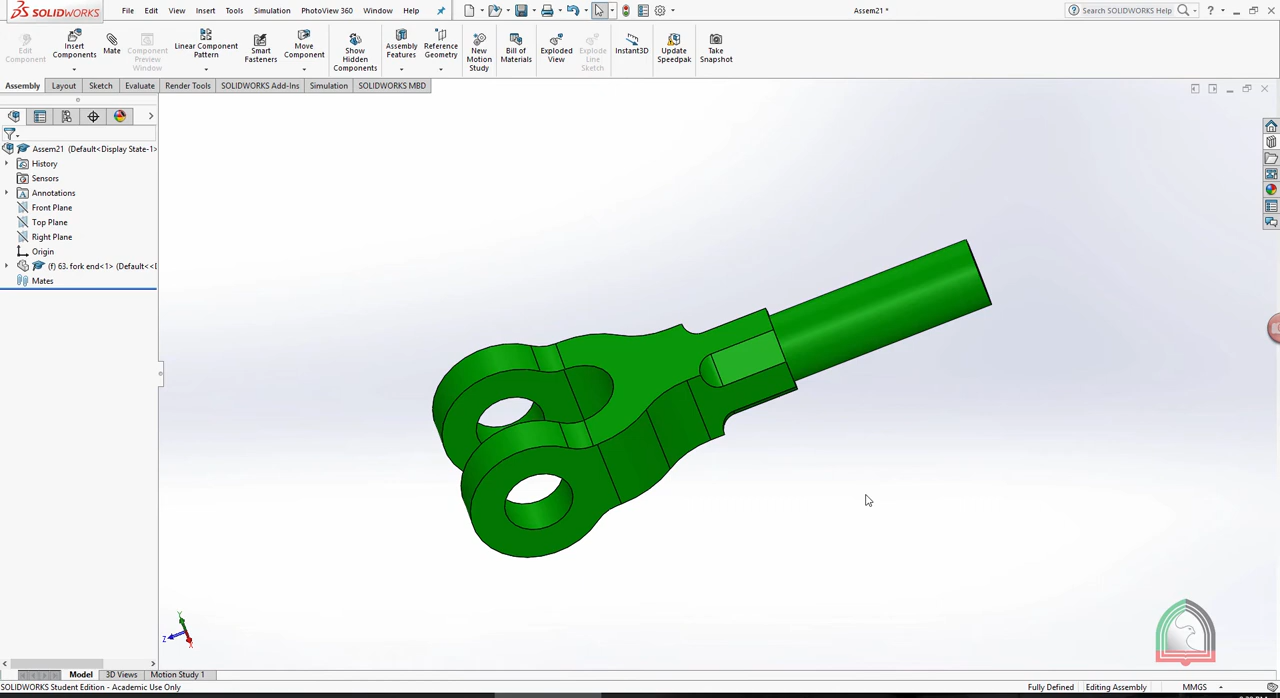 SOLIDWORKS
File Edit View Insert Tools Simulation PhotoView 360 Window Help
Assem21 *
Search SOLIDWORKS Help
Edit Component
Insert Components
Mate
Component Preview Window
Linear Component Pattern
Smart Fasteners
Move Component
Show Hidden Components
Assembly Features
Reference Geometry
New Motion Study
Bill of Materials
Exploded View
Explode Line Sketch
Instant3D
Update Speedpak
Take Snapshot
Assembly Layout Sketch Evaluate Render Tools SOLIDWORKS Add-Ins Simulation SOLIDWORKS MBD
Assem21 (Default<Display State-1>
History
Sensors
Annotations
Front Plane
Top Plane
Right Plane
Origin
(f) 63. fork end<1> (Default<<D
Mates
Y
Z
X
Model 3D Views Motion Study 1
SOLIDWORKS Student Edition - Academic Use Only
Fully Defined Editing Assembly MMGS